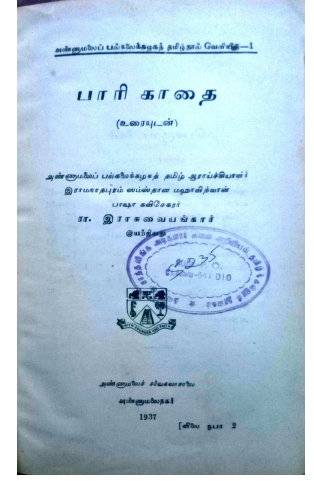 அண்ணாமலைப் பல்கலைக்கழகத் தமிழ்நூல் வெளியீடு—1
பாரி காதை
(உரையுடன்)
அண்ணாமலைப் பல்கலைக்கழகத் தமிழ் ஆராய்ச்சியாளர்
இராமநாதபுரம் ஸமஸ்தான மஹாவித்வான்
பாஷா கவிசேகரர்
ரா. இராகவையங்கார்
இயற்றியது
அண்ணாமலைச் சர்வகலாசாலை
அண்ணாமலைநகர்
1937
[விலை ரூபா 2